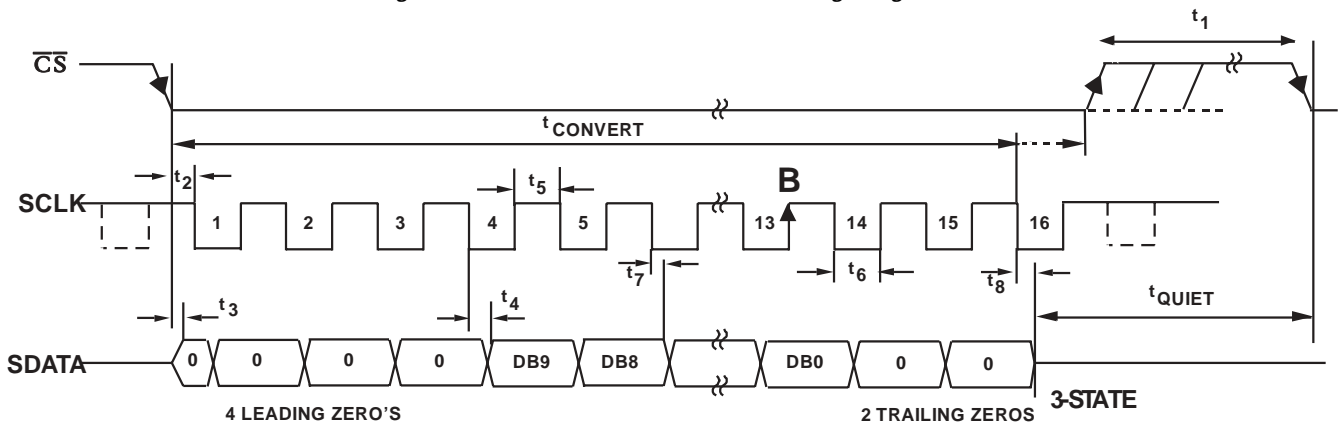 t1
CS
tCONVERT
t2
t5
B
SCLK
1 2 3 4 5 13 14 15 16
t7 t6 t8
tQUIET
t3
t4
SDATA
0 0 0 0 DB9 DB8 DB0 0 0
3-STATE
4 LEADING ZERO'S
2 TRAILING ZEROS